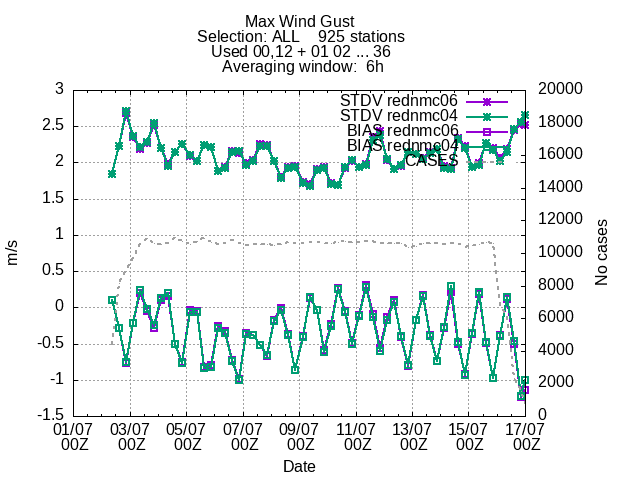 Max Wind Gust
Selection: ALL    925 stations
Used 00,12 + 01 02 ... 36
Averaging window:  6h
STDV rednmc06
STDV rednmc04
BIAS rednmc06
BIAS rednmc04
CASES
3
2.5
2
1.5
1
0.5
0
-0.5
-1
-1.5
m/s
20000
18000
16000
14000
12000
10000
8000
6000
4000
2000
0
No cases
01/07 03/07 05/07 07/07 09/07 11/07 13/07 15/07 17/07
00Z 00Z 00Z 00Z 00Z 00Z 00Z 00Z 00Z
Date